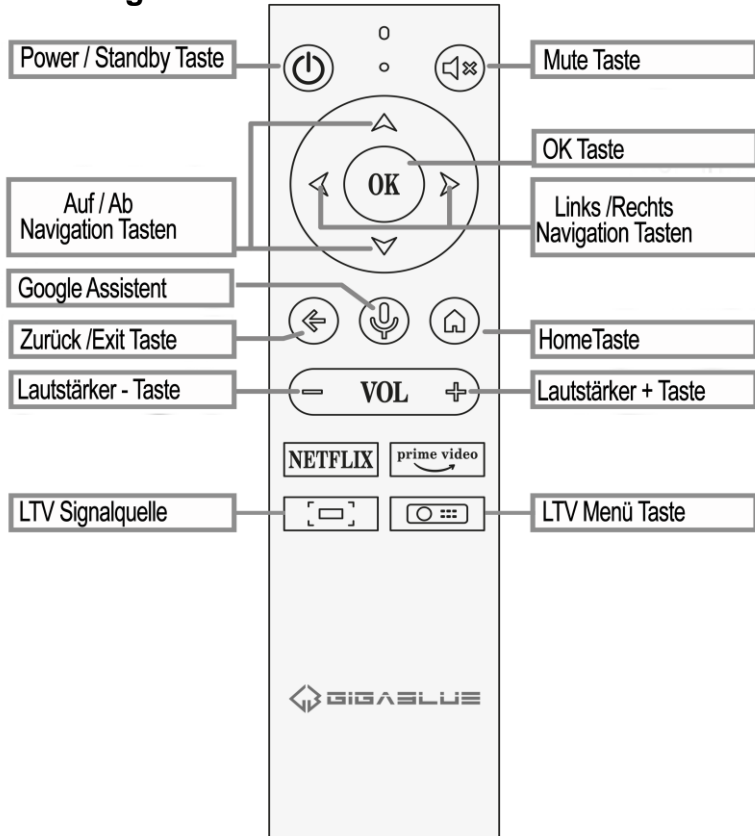 Power / Standby Taste
Mute Taste
OK Taste
OK
Auf / Ab
Navigation Tasten
Links /Rechts
Navigation Tasten
Google Assistent
Zurück /Exit Taste
HomeTaste
Lautstärker - Taste
VOL
Lautstärker + Taste
NETFLIX
prime video
LTV Signalquelle
LTV Menü Taste
GIGABLUE